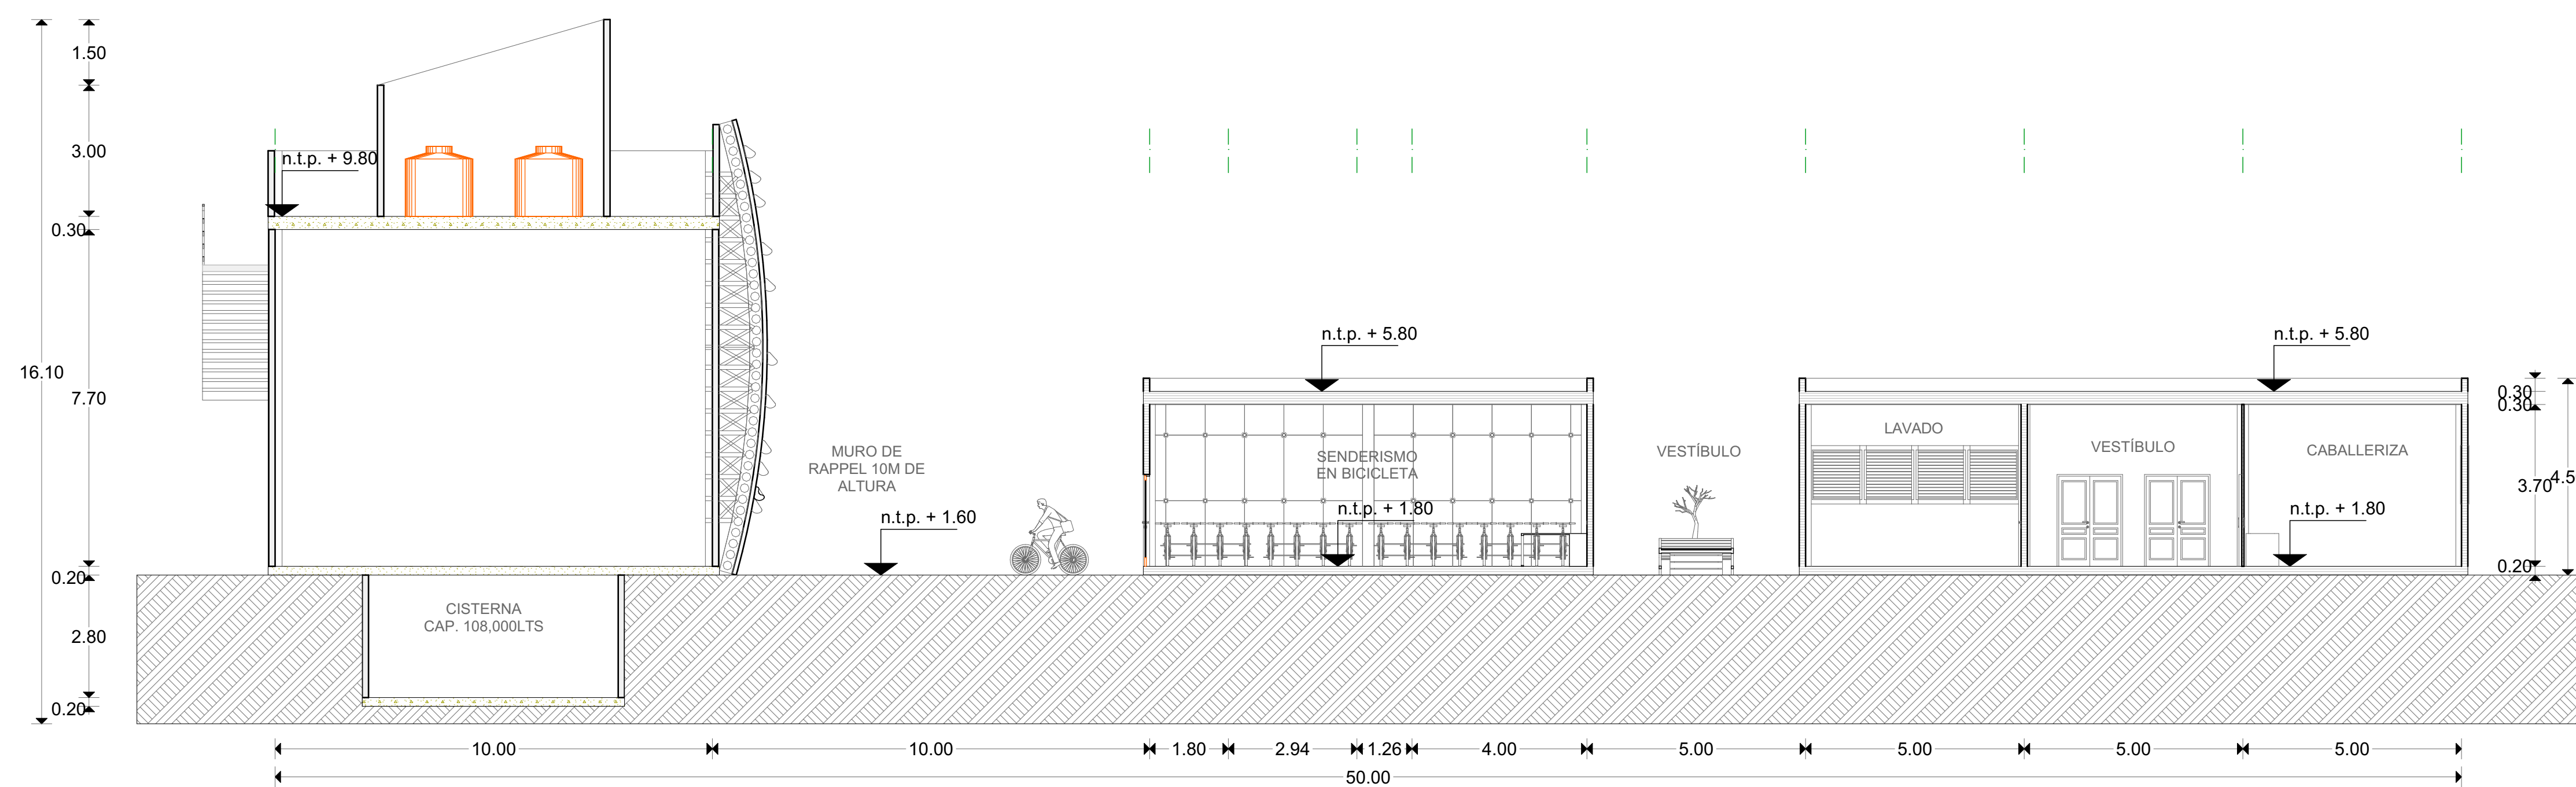 1.50
3.00
n.t.p. + 9.80
0.30
16.10
7.70
0.20
2.80
0.20
CISTERNA
CAP. 108,000LTS
MURO DE
RAPPEL 10M DE
ALTURA
n.t.p. + 1.60
n.t.p. + 5.80
SENDERISMO
EN BICICLETA
n.t.p. + 1.80
VESTÍBULO
LAVADO
VESTÍBULO
n.t.p. + 5.80
CABALLERIZA
n.t.p. + 1.80
0.30
0.30
3.70
4.5
0.20
10.00
10.00
1.80
2.94
1.26
4.00
5.00
5.00
5.00
5.00
50.00